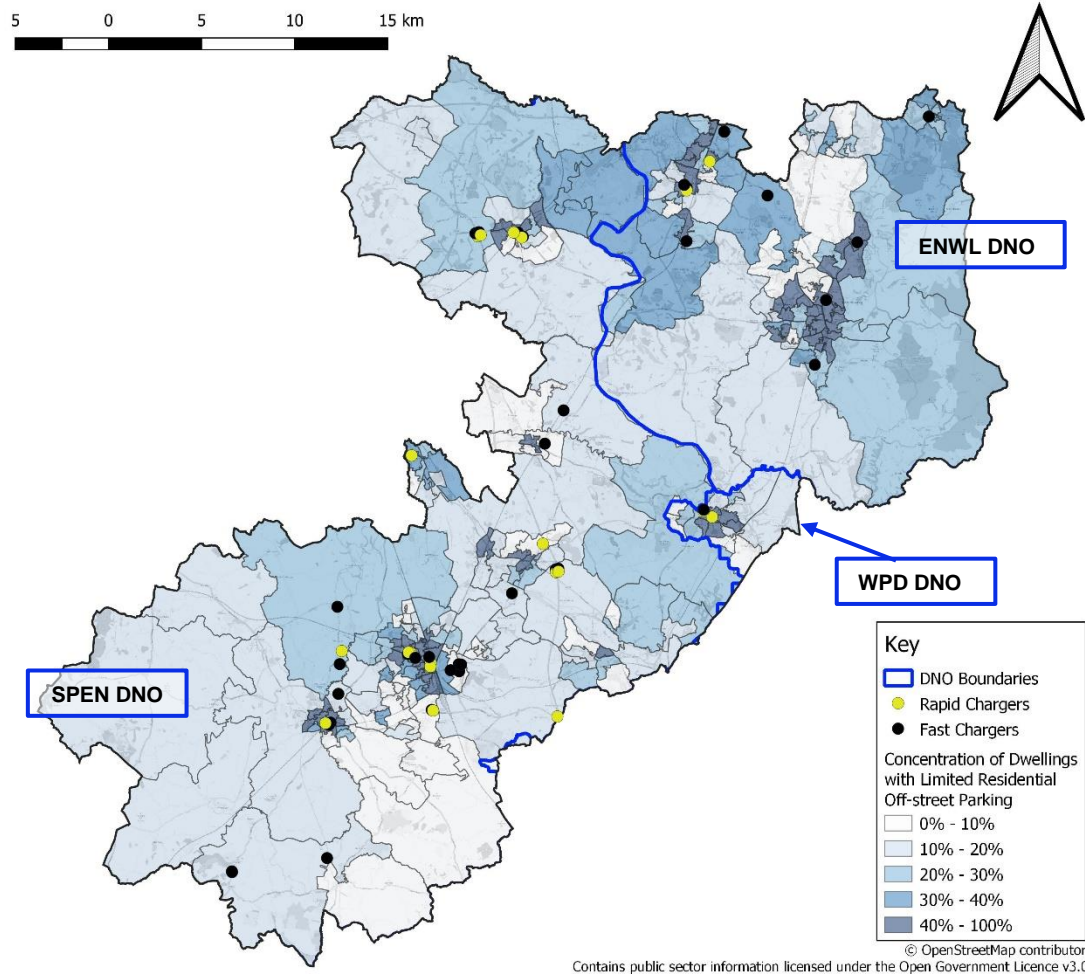 5 0 5 10 15 km
ENWL DNO
WPD DNO
SPEN DNO
Key
DNO Boundaries
Rapid Chargers
Fast Chargers
Concentration of Dwellings
with Limited Residential
Off-street Parking
0% - 10%
10% - 20%
20% - 30%
30% - 40%
40% - 100%
© OpenStreetMap contributor
Contains public sector information licensed under the Open Government Licence v3.0